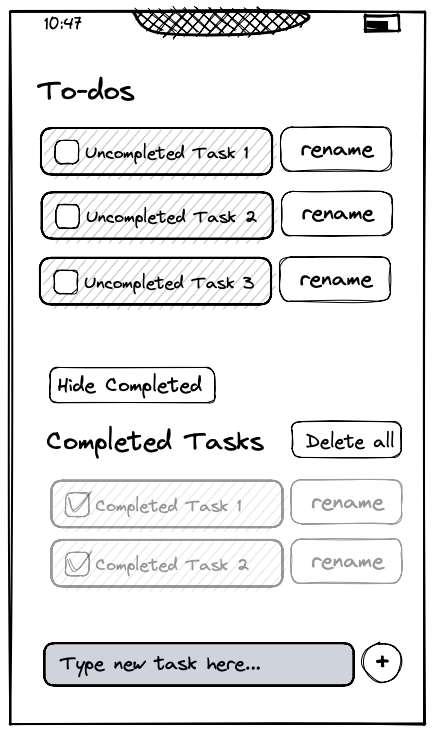 10:47
To-dos
Uncompleted Task 1 rename
Uncompleted Task 2 rename
Uncompleted Task 3 rename
Hide Completed
Completed Tasks Delete all
Completed Task 1 rename
Completed Task 2 rename
Type new task here... +